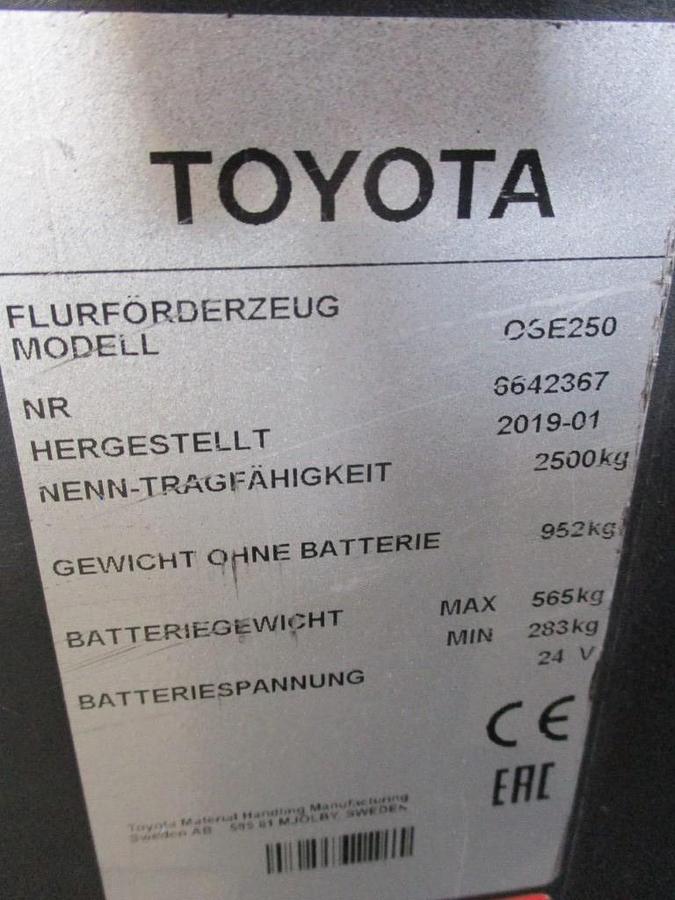 TOYOTA
FLURFÖRDERZEUG
MODELL OSE250
NR 6642367
HERGESTELLT 2019-01
NENN-TRAGFÄHIGKEIT 2500kg
GEWICHT OHNE BATTERIE 952kg
BATTERIEGEWICHT MAX 565kg
MIN 283kg
BATTERIESPANNUNG 24 V
CE
EAC
Toyota Material Handling Manufacturing
Sweden AB 595 81 MJÖLBY, SWEDEN